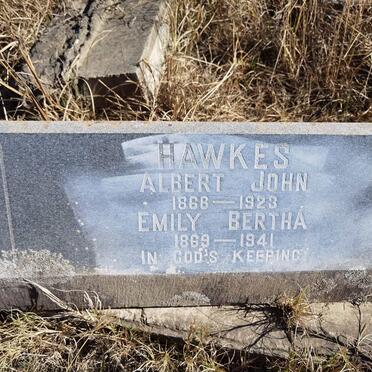 HAWKES
ALBERT JOHN
1868 — 1923
EMILY BERTHA
1869 — 1941
IN GOD'S KEEPING